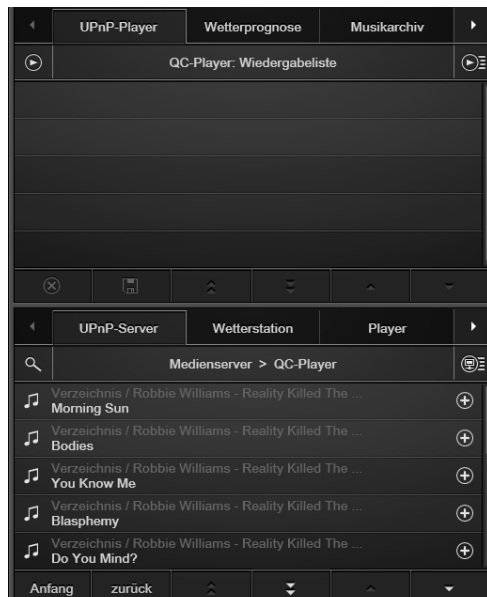 UPnP-Player Wetterprognose Musikarchiv
QC-Player: Wiedergabeliste
UPnP-Server Wetterstation Player
Medienserver > QC-Player
Verzeichnis / Robbie Williams - Reality Killed The ...
Morning Sun
Verzeichnis / Robbie Williams - Reality Killed The ...
Bodies
Verzeichnis / Robbie Williams - Reality Killed The ...
You Know Me
Verzeichnis / Robbie Williams - Reality Killed The ...
Blasphemy
Verzeichnis / Robbie Williams - Reality Killed The ...
Do You Mind?
Anfang zurück